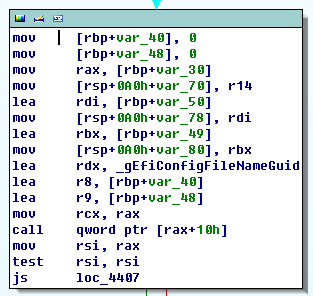 mov [rbp+var_40], 0
mov [rbp+var_48], 0
mov rax, [rbp+var_30]
mov [rsp+0A0h+var_70], r14
lea rdi, [rbp+var_50]
mov [rsp+0A0h+var_78], rdi
lea rbx, [rbp+var_49]
mov [rsp+0A0h+var_80], rbx
lea rdx, _gEfiConfigFileNameGuid
lea r8, [rbp+var_40]
lea r9, [rbp+var_48]
mov rcx, rax
call qword ptr [rax+10h]
mov rsi, rax
test rsi, rsi
js loc_4407